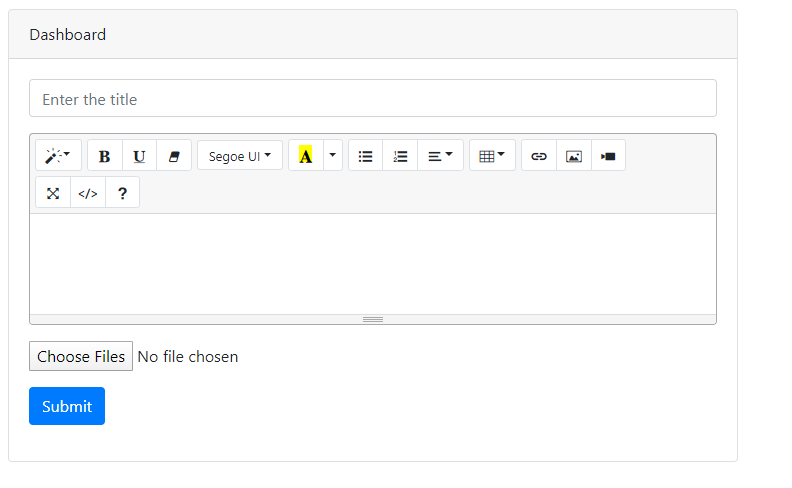 Dashboard
Enter the title
B U Segoe UI A
</> ?
Choose Files No file chosen
Submit